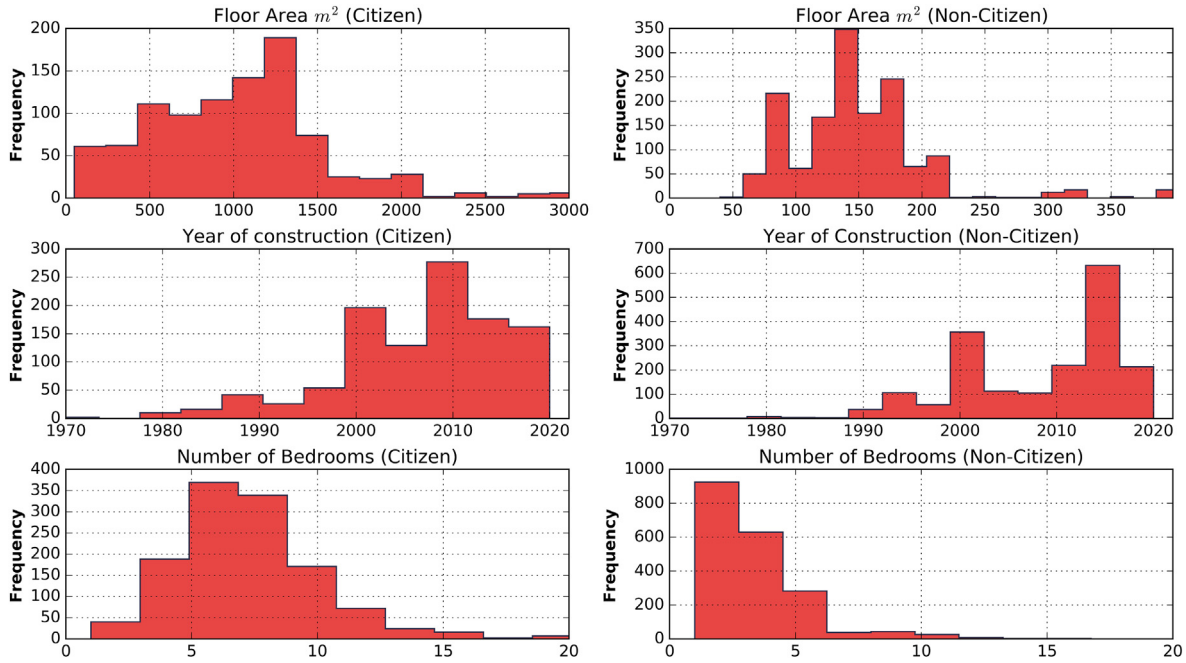 Floor Area m² (Citizen)
Frequency
200
150
100
50
0
0 500 1000 1500 2000 2500 3000
Floor Area m² (Non-Citizen)
Frequency
350
300
250
200
150
100
50
0
0 50 100 150 200 250 300 350
Year of construction (Citizen)
Frequency
300
250
200
150
100
50
0
1970 1980 1990 2000 2010 2020
Year of Construction (Non-Citizen)
Frequency
700
600
500
400
300
200
100
0
1970 1980 1990 2000 2010 2020
Number of Bedrooms (Citizen)
Frequency
400
350
300
250
200
150
100
50
0
0 5 10 15 20
Number of Bedrooms (Non-Citizen)
Frequency
1000
800
600
400
200
0
0 5 10 15 20